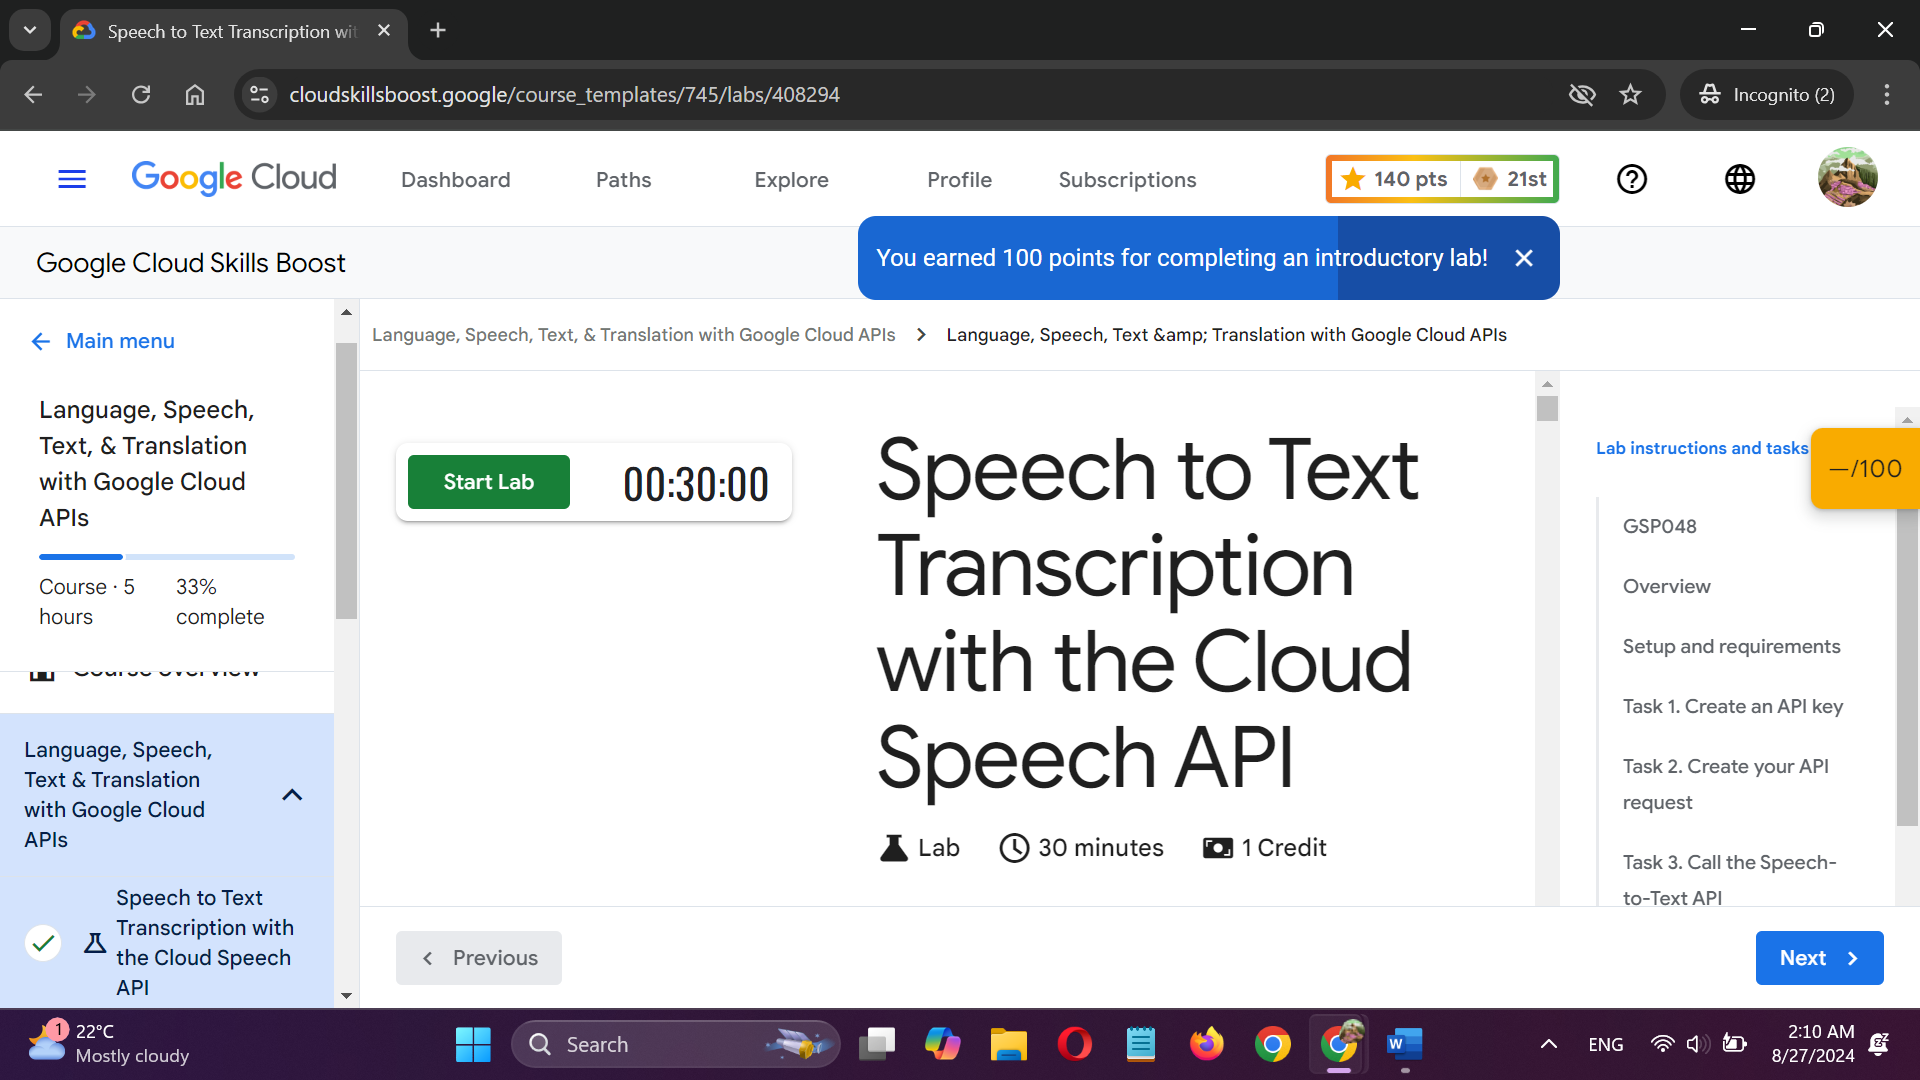 Speech to Text Transcription wit
cloudskillsboost.google/course_templates/745/labs/408294
Incognito (2)
Google Cloud
Dashboard
Paths
Explore
Profile
Subscriptions
140 pts
21st
Google Cloud Skills Boost
You earned 100 points for completing an introductory lab!
Main menu
Language, Speech,
Text, & Translation
with Google Cloud
APIs
Course · 5
hours
33%
complete
Course overview
Language, Speech,
Text & Translation
with Google Cloud
APIs
Speech to Text
Transcription with
the Cloud Speech
API
Language, Speech, Text, & Translation with Google Cloud APIs
Language, Speech, Text &amp; Translation with Google Cloud APIs
Start Lab
00:30:00
Speech to Text
Transcription
with the Cloud
Speech API
Lab
30 minutes
1 Credit
Lab instructions and tasks
—/100
GSP048
Overview
Setup and requirements
Task 1. Create an API key
Task 2. Create your API
request
Task 3. Call the Speech-
to-Text API
Previous
Next
1
22°C
Mostly cloudy
Search
W
ENG
2:10 AM
8/27/2024